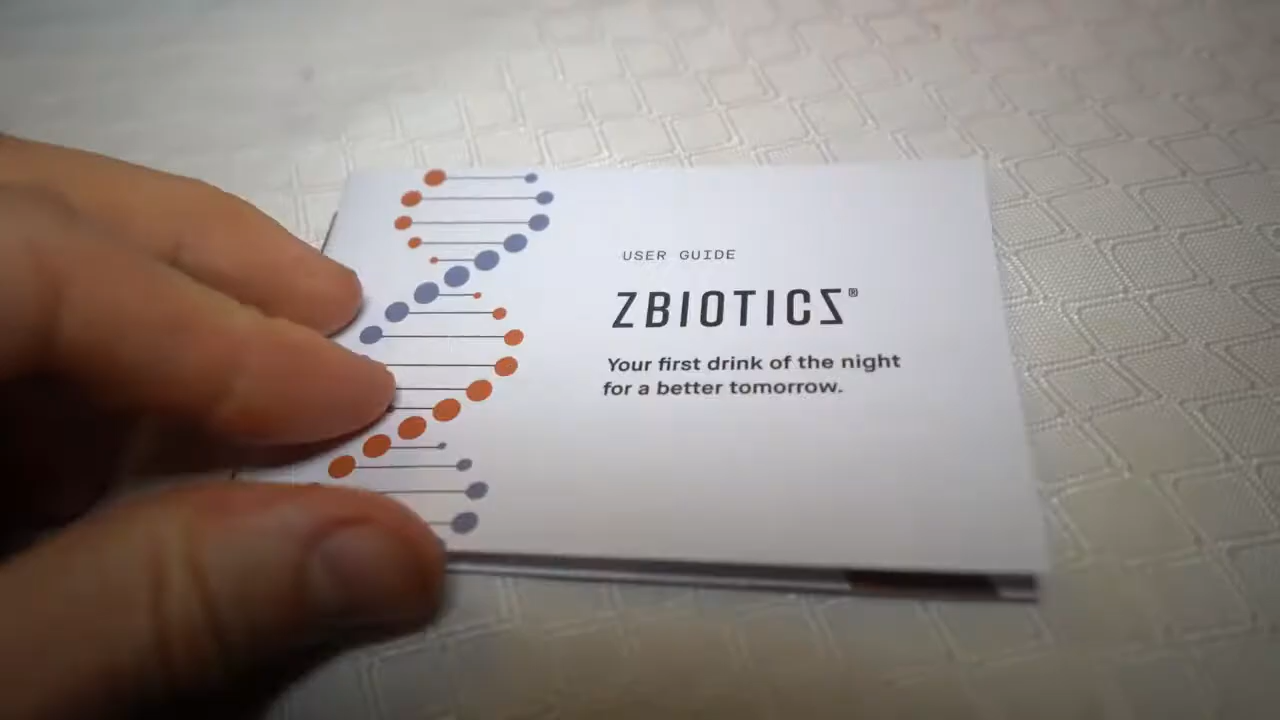 USER GUIDE
ZBIOTICS®
Your first drink of the night
for a better tomorrow.